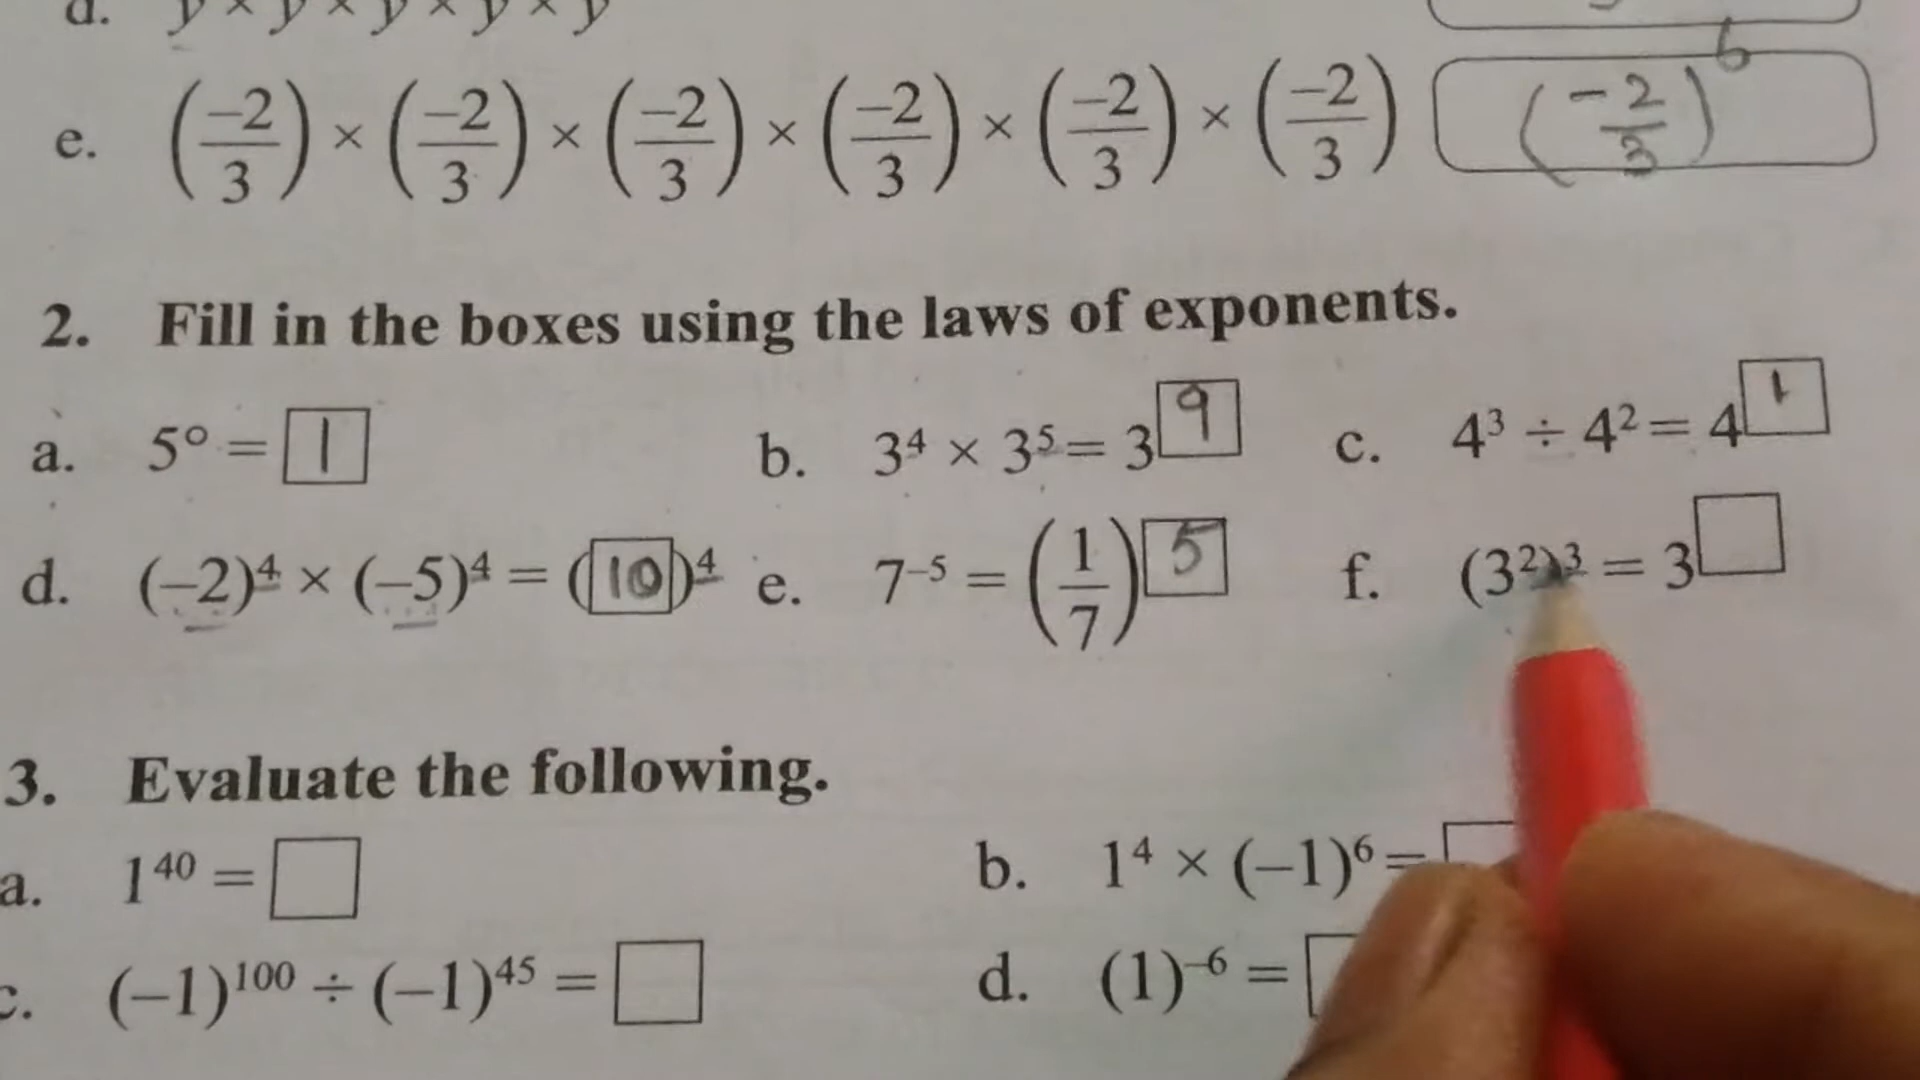 d. y × y × y × y × y
e. (−2/3) × (−2/3) × (−2/3) × (−2/3) × (−2/3) × (−2/3) (−2/3)⁶
2. Fill in the boxes using the laws of exponents.
a. 5° = 1 b. 3⁴ × 3⁵ = 3⁹ c. 4³ ÷ 4² = 4¹
d. (−2)⁴ × (−5)⁴ = (10)⁴ e. 7⁻⁵ = (1/7)⁵ f. (3²)³ = 3
3. Evaluate the following.
a. 1⁴⁰ = b. 1⁴ × (−1)⁶ =
c. (−1)¹⁰⁰ ÷ (−1)⁴⁵ = d. (1)⁻⁶ =